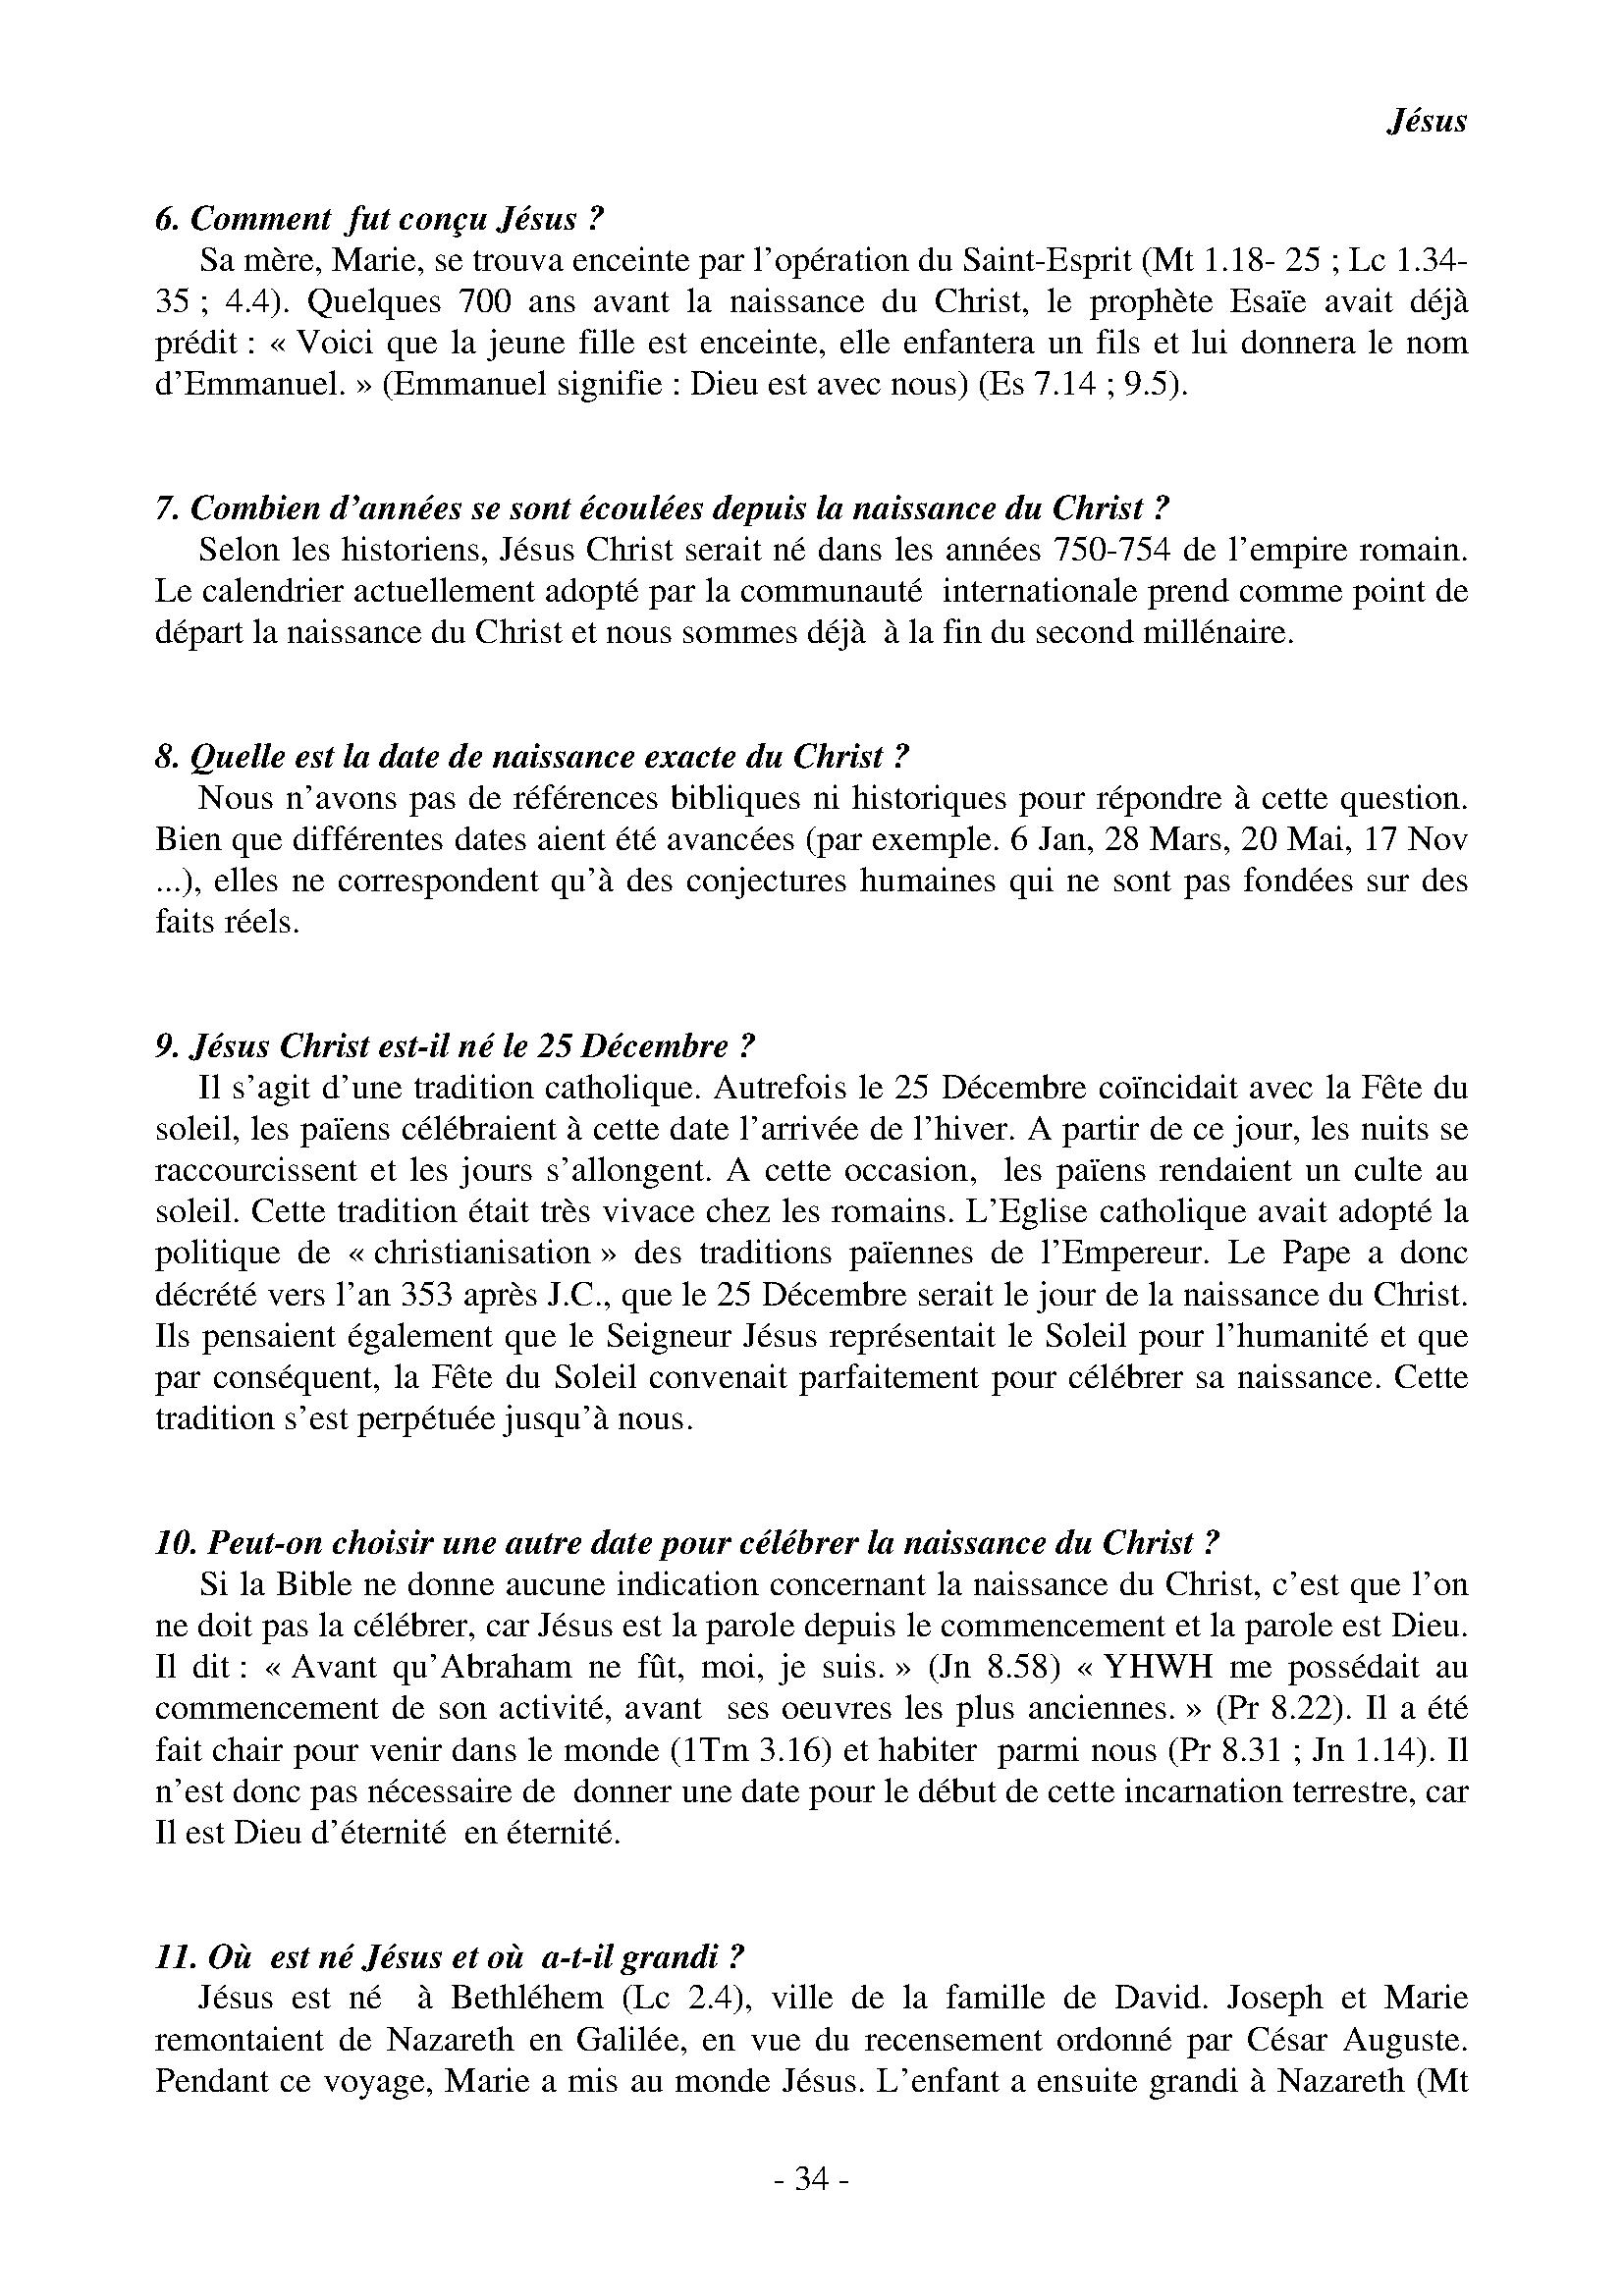 Jésus
6. Comment fut conçu Jésus ?
Sa mère, Marie, se trouva enceinte par l’opération du Saint-Esprit (Mt 1.18- 25 ; Lc 1.34-
35 ; 4.4). Quelques 700 ans avant la naissance du Christ, le prophète Esaïe avait déjà
prédit : « Voici que la jeune fille est enceinte, elle enfantera un fils et lui donnera le nom
d’Emmanuel. » (Emmanuel signifie : Dieu est avec nous) (Es 7.14 ; 9.5).
7. Combien d’années se sont écoulées depuis la naissance du Christ ?
Selon les historiens, Jésus Christ serait né dans les années 750-754 de l’empire romain.
Le calendrier actuellement adopté par la communauté internationale prend comme point de
départ la naissance du Christ et nous sommes déjà à la fin du second millénaire.
8. Quelle est la date de naissance exacte du Christ ?
Nous n’avons pas de références bibliques ni historiques pour répondre à cette question.
Bien que différentes dates aient été avancées (par exemple. 6 Jan, 28 Mars, 20 Mai, 17 Nov
...), elles ne correspondent qu’à des conjectures humaines qui ne sont pas fondées sur des
faits réels.
9. Jésus Christ est-il né le 25 Décembre ?
Il s’agit d’une tradition catholique. Autrefois le 25 Décembre coïncidait avec la Fête du
soleil, les païens célébraient à cette date l’arrivée de l’hiver. A partir de ce jour, les nuits se
raccourcissent et les jours s’allongent. A cette occasion, les païens rendaient un culte au
soleil. Cette tradition était très vivace chez les romains. L’Eglise catholique avait adopté la
politique de « christianisation » des traditions païennes de l’Empereur. Le Pape a donc
décrété vers l’an 353 après J.C., que le 25 Décembre serait le jour de la naissance du Christ.
Ils pensaient également que le Seigneur Jésus représentait le Soleil pour l’humanité et que
par conséquent, la Fête du Soleil convenait parfaitement pour célébrer sa naissance. Cette
tradition s’est perpétuée jusqu’à nous.
10. Peut-on choisir une autre date pour célébrer la naissance du Christ ?
Si la Bible ne donne aucune indication concernant la naissance du Christ, c’est que l’on
ne doit pas la célébrer, car Jésus est la parole depuis le commencement et la parole est Dieu.
Il dit : « Avant qu’Abraham ne fût, moi, je suis. » (Jn 8.58) « YHWH me possédait au
commencement de son activité, avant ses oeuvres les plus anciennes. » (Pr 8.22). Il a été
fait chair pour venir dans le monde (1Tm 3.16) et habiter parmi nous (Pr 8.31 ; Jn 1.14). Il
n’est donc pas nécessaire de donner une date pour le début de cette incarnation terrestre, car
Il est Dieu d’éternité en éternité.
11. Où est né Jésus et où a-t-il grandi ?
Jésus est né à Bethléhem (Lc 2.4), ville de la famille de David. Joseph et Marie
remontaient de Nazareth en Galilée, en vue du recensement ordonné par César Auguste.
Pendant ce voyage, Marie a mis au monde Jésus. L’enfant a ensuite grandi à Nazareth (Mt
- 34 -